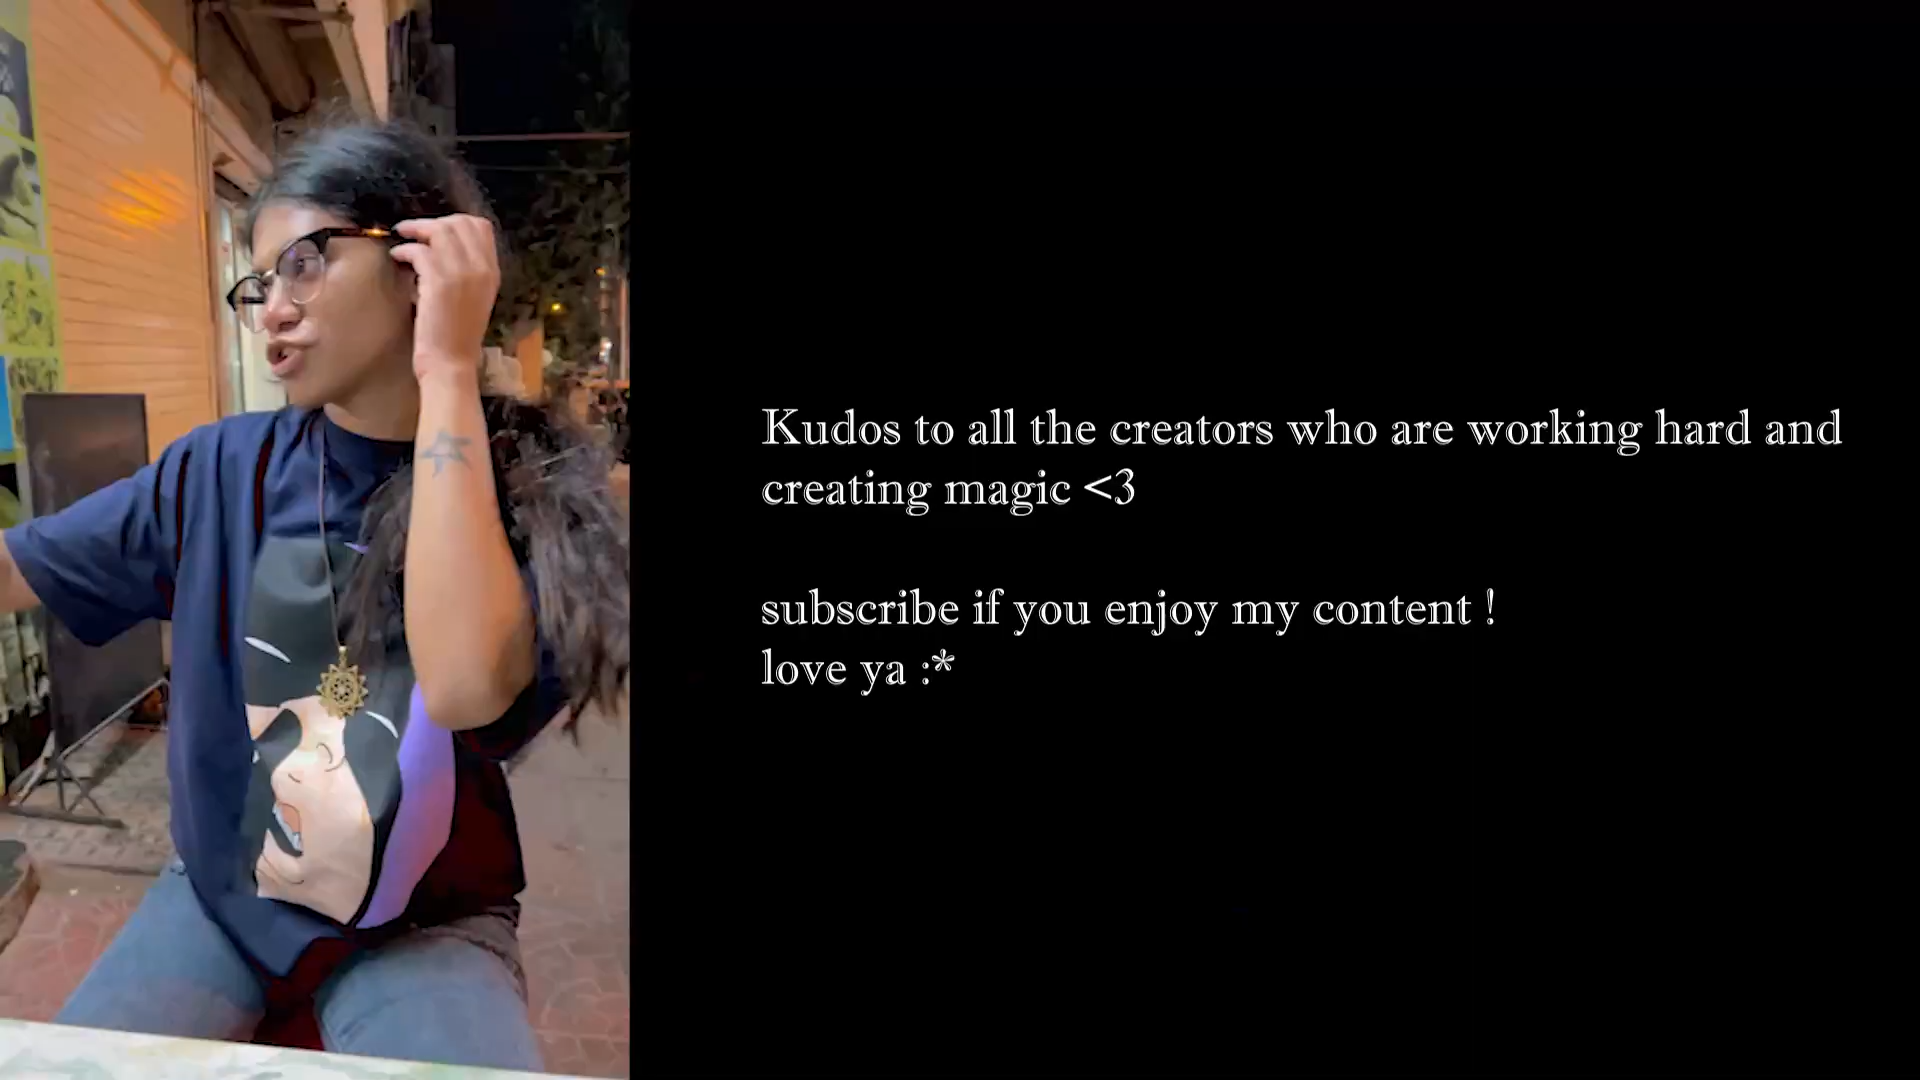 Kudos to all the creators who are working hard and
creating magic <3
subscribe if you enjoy my content !
love ya :*